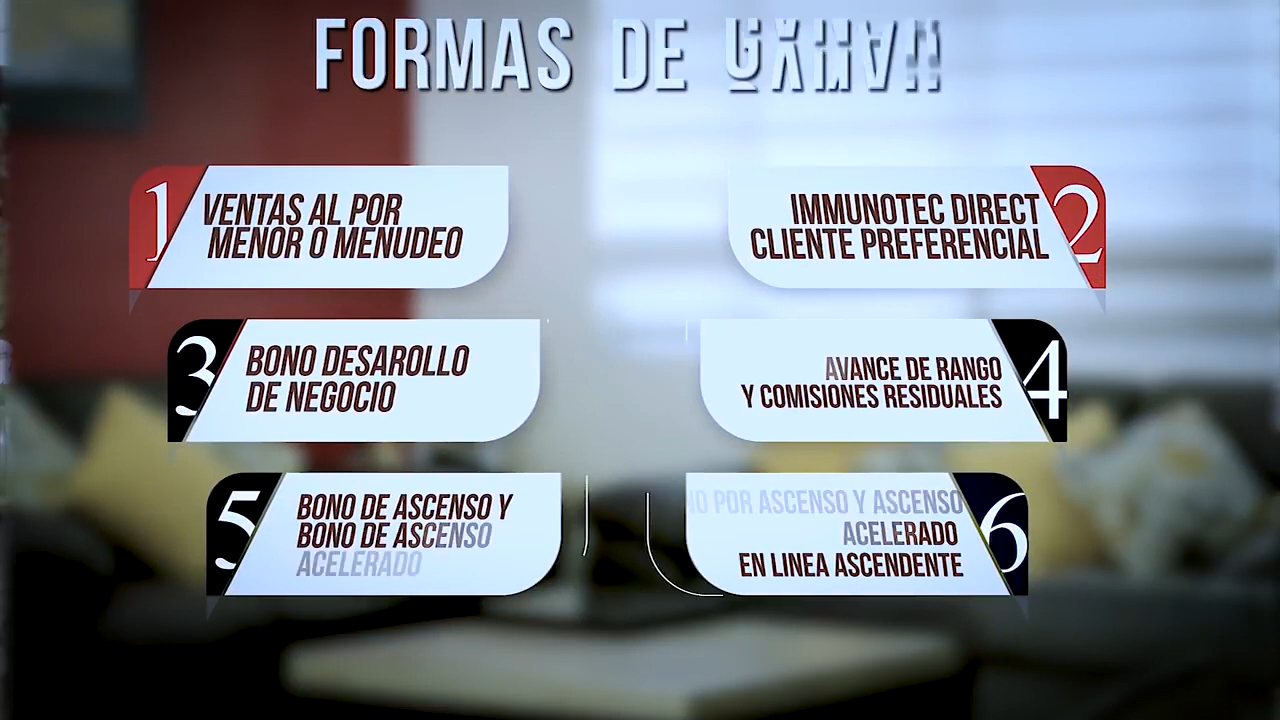 FORMAS DE
1
VENTAS AL POR
MENOR O MENUDEO
IMMUNOTEC DIRECT
CLIENTE PREFERENCIAL
2
3
BONO DESAROLLO
DE NEGOCIO
AVANCE DE RANGO
Y COMISIONES RESIDUALES
4
5
BONO DE ASCENSO Y
BONO DE ASCENSO
ACELERADO
POR ASCENSO Y ASCENSO
ACELERADO
EN LINEA ASCENDENTE
6